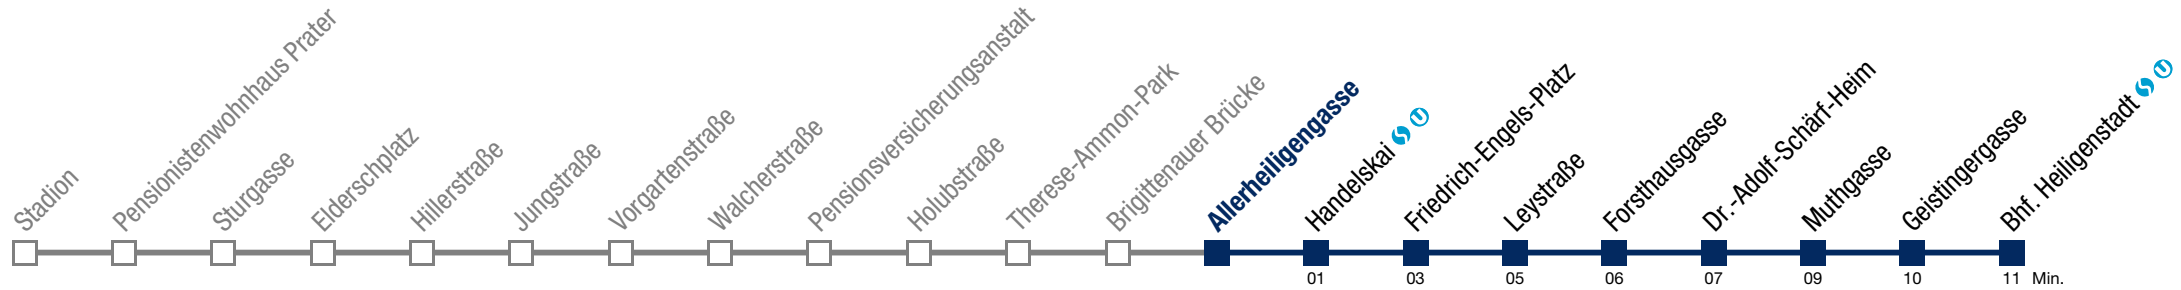 Stadion
Pensionistenwohnhaus Prater
Sturgasse
Elderschplatz
Hillerstraße
Jungstraße
Vorgartenstraße
Walcherstraße
Pensionsversicherungsanstalt
Holubstraße
Therese-Ammon-Park
Brigittenauer Brücke
Allerheiligengasse
Handelskai S U
Friedrich-Engels-Platz
Leystraße
Forsthausgasse
Dr.-Adolf-Schärf-Heim
Muthgasse
Geistingergasse
Bhf. Heiligenstadt S U
01 03 05 06 07 09 10 11 Min.